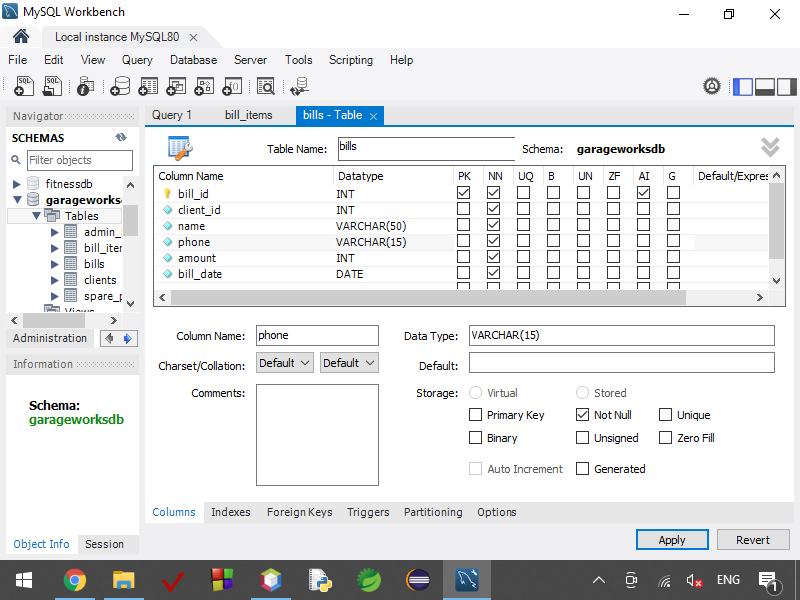 MySQL Workbench
Local instance MySQL80
File Edit View Query Database Server Tools Scripting Help
SQL SQL
Navigator
Query 1 bill_items bills - Table
SCHEMAS
Filter objects
fitnessdb
garageworks
Tables
admin_
bill_iter
bills
clients
spare_p
Views
Administration
Information
Schema:
garageworksdb
Object Info Session
Table Name: bills Schema: garageworksdb
Column Name Datatype PK NN UQ B UN ZF AI G Default/Expres
bill_id INT
client_id INT
name VARCHAR(50)
phone VARCHAR(15)
amount INT
bill_date DATE
Column Name: phone Data Type: VARCHAR(15)
Charset/Collation: Default Default Default:
Comments: Storage: Virtual Stored
Primary Key Not Null Unique
Binary Unsigned Zero Fill
Auto Increment Generated
Columns Indexes Foreign Keys Triggers Partitioning Options
Apply Revert
ENG 1